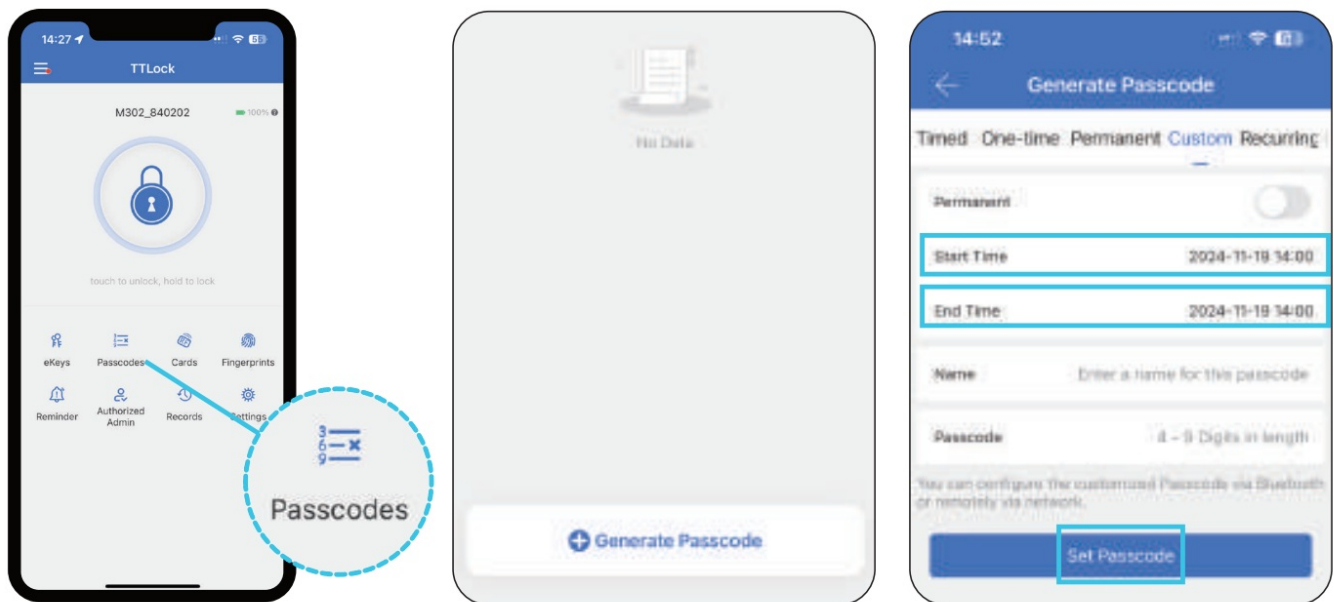 14:27
TTLock
M302_840202
100%
touch to unlock, hold to lock
eKeys Passcodes Cards Fingerprints
Reminder Authorized Admin Records Settings
3
6
9
Passcodes
No Data
Generate Passcode
14:52
Generate Passcode
Timed One-time Permanent Custom Recurring
Permanent
Start Time 2024-11-19 14:00
End Time 2024-11-19 14:00
Name Enter a name for this passcode
Passcode 4 - 9 Digits in length
You can configure the customized Passcode via Bluetooth
or remotely via network.
Set Passcode